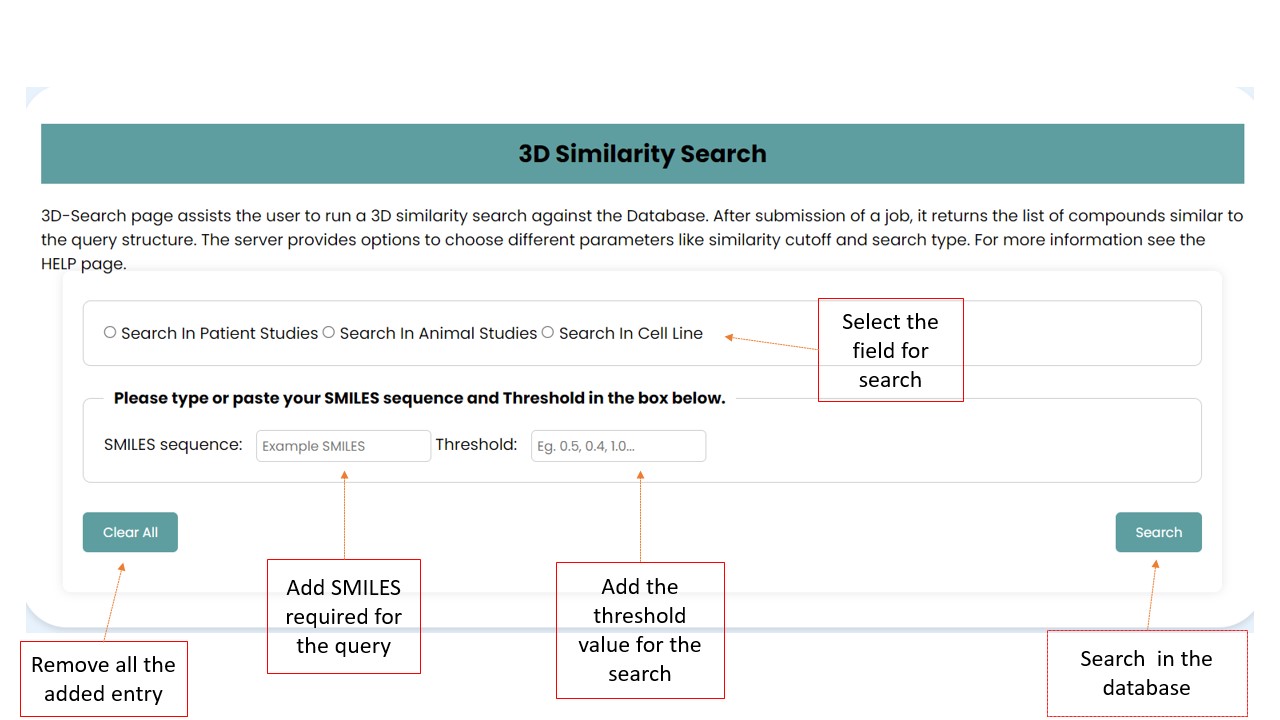 3D Similarity Search
3D-Search page assists the user to run a 3D similarity search against the Database. After submission of a job, it returns the list of compounds similar to
the query structure. The server provides options to choose different parameters like similarity cutoff and search type. For more information see the
HELP page.
Search In Patient Studies Search In Animal Studies Search In Cell Line
Select the
field for
search
Please type or paste your SMILES sequence and Threshold in the box below.
SMILES sequence: Example SMILES Threshold: Eg. 0.5, 0.4, 1.0...
Clear All
Search
Add SMILES
required for
the query
Add the
threshold
value for the
search
Remove all the
added entry
Search in the
database